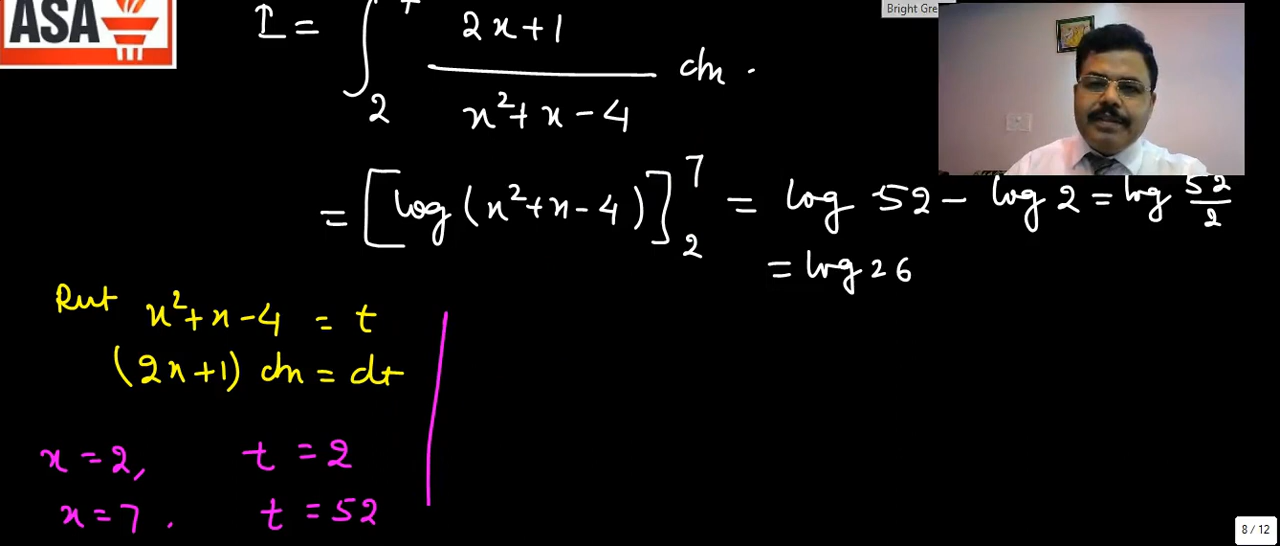 ASA
Bright Gre
I = ∫₂⁷ (2x+1)/(x²+x-4) dx .
= [log(x²+x-4)]₂⁷ = log 52 - log 2 = log 52/2
= log 26
Put x²+x-4 = t
(2x+1) dx = dt
x = 2, t = 2
x = 7 . t = 52
8 / 12